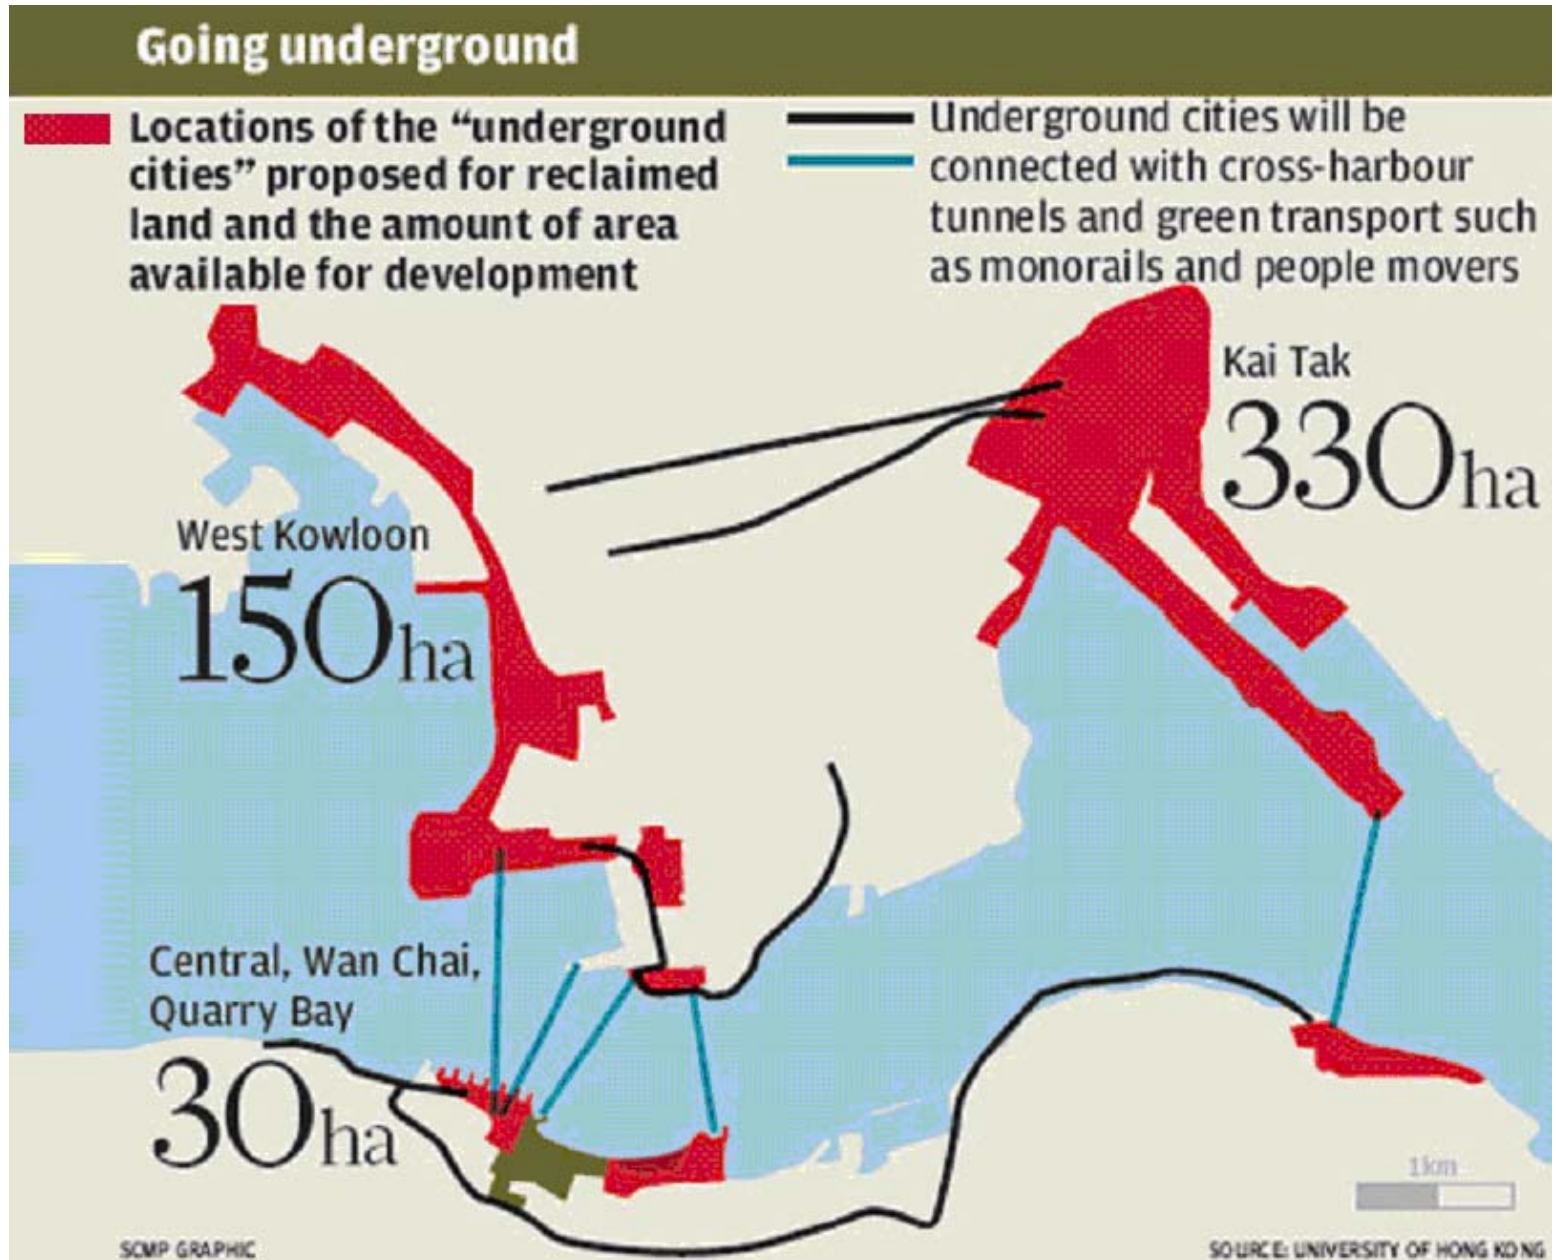 Going underground
Locations of the “underground
cities” proposed for reclaimed
land and the amount of area
available for development
Underground cities will be
connected with cross-harbour
tunnels and green transport such
as monorails and people movers
Kai Tak
330ha
West Kowloon
150ha
Central, Wan Chai,
Quarry Bay
30ha
1km
SCMP GRAPHIC
SOURCE: UNIVERSITY OF HONG KONG